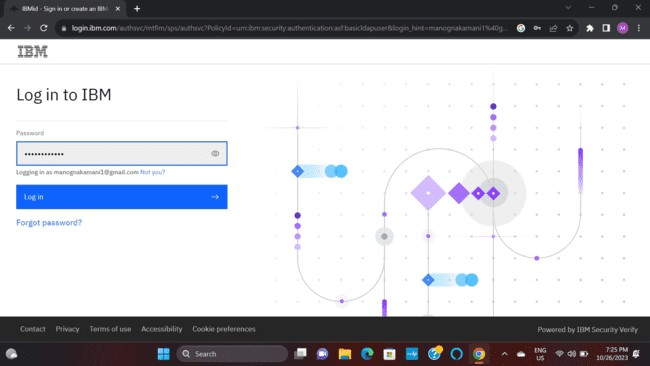 IBMid - Sign in or create an IBM
login.ibm.com/authsvc/mtfim/sps/authsvc?PolicyId=urn:ibm:security:authentication:asf:basicldapuser&login_hint=manognakamani1%40g...
M
IBM
Log in to IBM
Password
••••••••••••
Logging in as manognakamani1@gmail.com Not you?
Log in
Forgot password?
Contact Privacy Terms of use Accessibility Cookie preferences
Powered by IBM Security Verify
Search
ENG
US
7:25 PM
10/26/2023